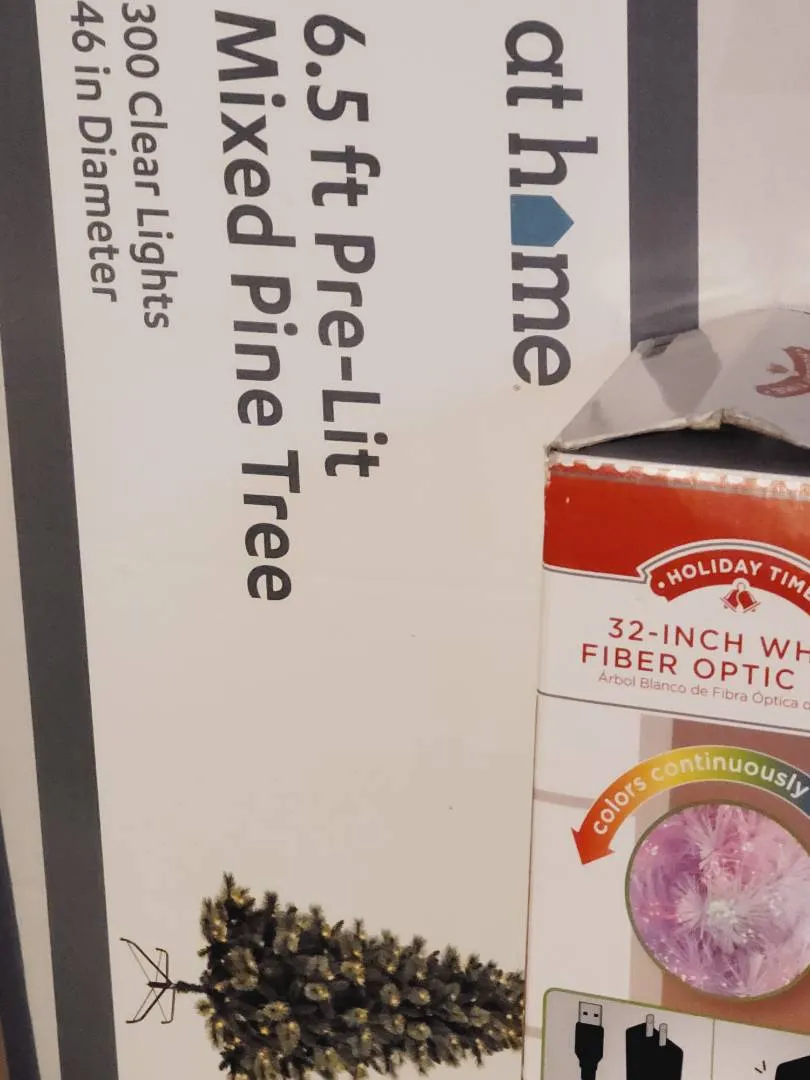 at home
6.5 ft Pre-Lit
Mixed Pine Tree
300 Clear Lights
46 in Diameter
HOLIDAY TIME
32-INCH WH
FIBER OPTIC
Árbol Blanco de Fibra Óptica
colors continuously